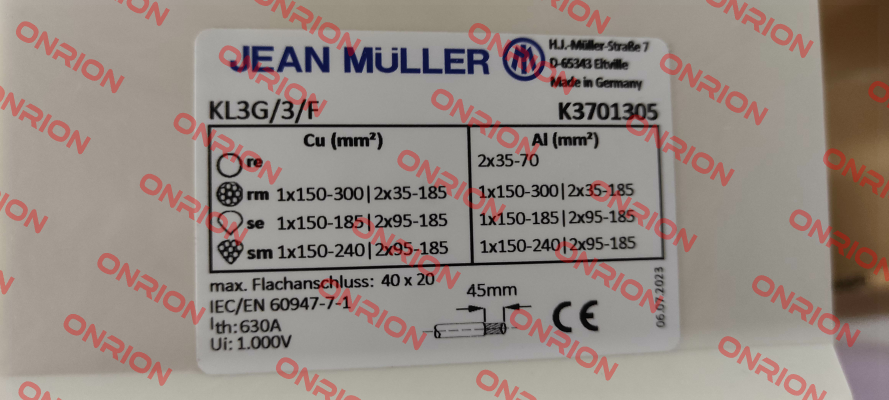 JEAN MÜLLER
H.J.-Müller-Straße 7
D-65343 Eltville
Made in Germany
KL3G/3/F K3701305
Cu (mm²) Al (mm²)
re 2x35-70
rm 1x150-300|2x35-185 1x150-300|2x35-185
se 1x150-185|2x95-185 1x150-185|2x95-185
sm 1x150-240|2x95-185 1x150-240|2x95-185
max. Flachanschluss: 40 x 20
IEC/EN 60947-7-1
Ith:630A
Ui: 1.000V
45mm
CE
06.07.2023
ONRION